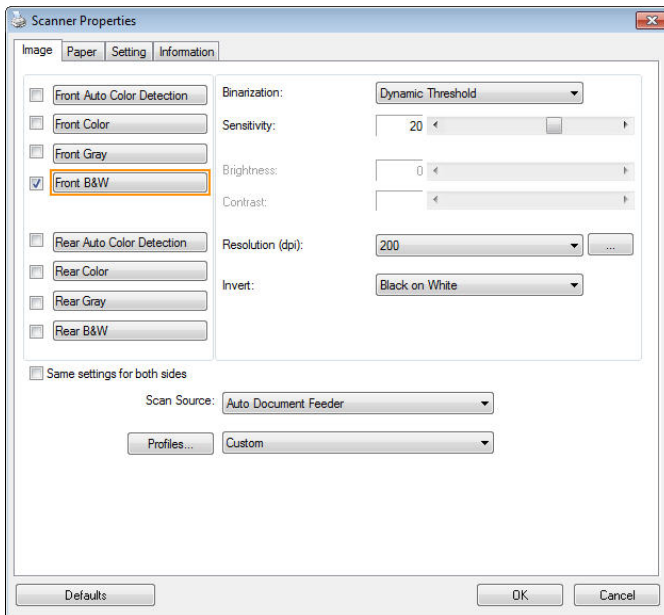 Scanner Properties
Image Paper Setting Information
Front Auto Color Detection
Front Color
Front Gray
Front B&W
Rear Auto Color Detection
Rear Color
Rear Gray
Rear B&W
Binarization: Dynamic Threshold
Sensitivity: 20
Brightness: 0
Contrast:
Resolution (dpi): 200 ...
Invert: Black on White
Same settings for both sides
Scan Source: Auto Document Feeder
Profiles... Custom
Defaults OK Cancel